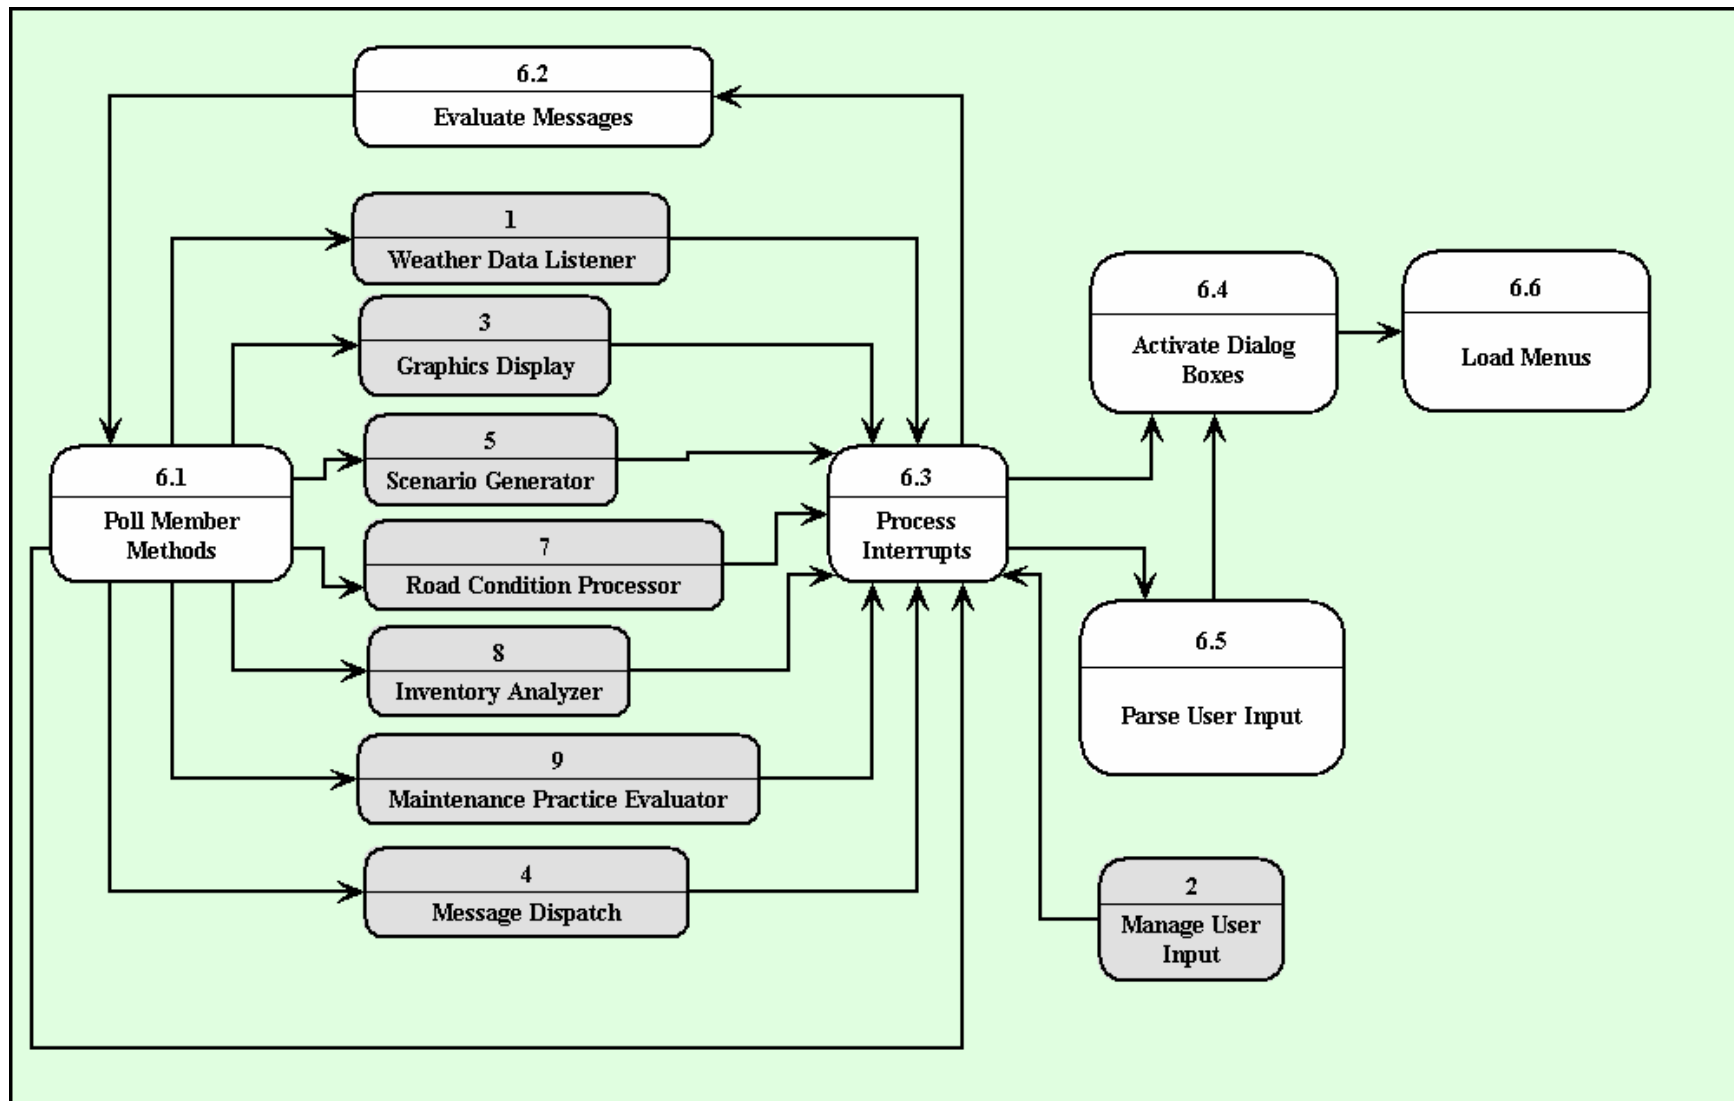 6.2
Evaluate Messages
1
Weather Data Listener
3
Graphics Display
5
Scenario Generator
6.1
Poll Member
Methods
7
Road Condition Processor
8
Inventory Analyzer
9
Maintenance Practice Evaluator
4
Message Dispatch
6.3
Process
Interrupts
6.4
Activate Dialog
Boxes
6.6
Load Menus
6.5
Parse User Input
2
Manage User
Input